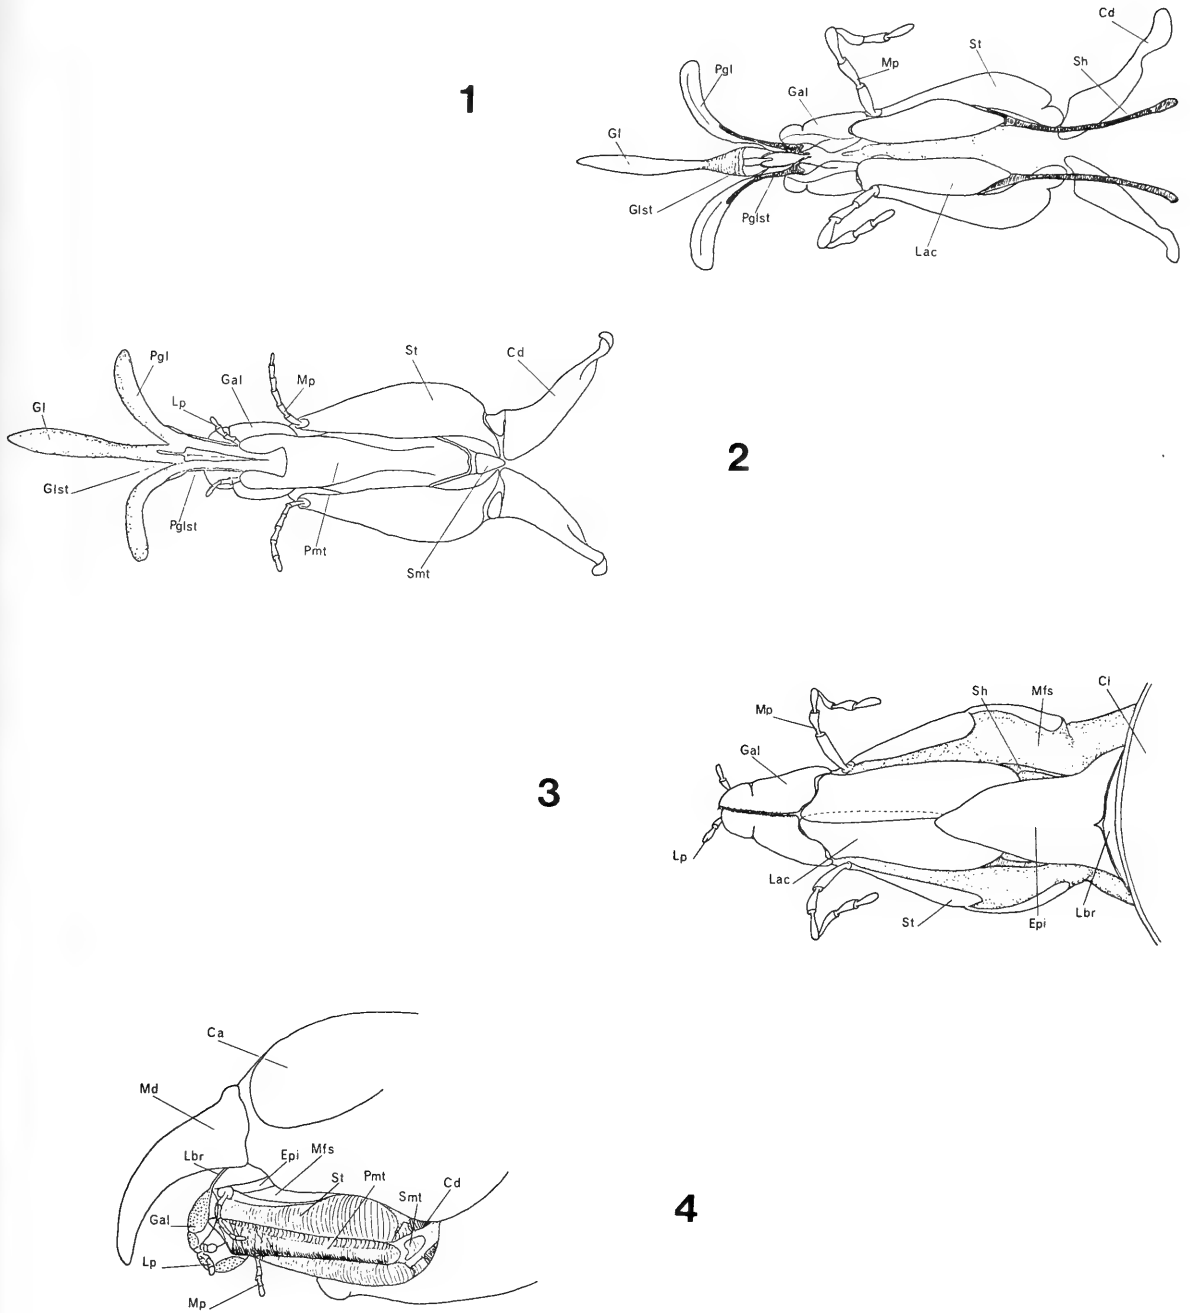 1
Cd
St
Sh
Mp
Pgl
Gal
Gl
Glst
Pglst
Lac
2
Pgl
St
Cd
Gal
Mp
Lp
Gl
Glst
Pglst
Pmt
Smt
3
Cl
Sh
Mfs
Mp
Gal
Lp
Lac
St
Epi
Lbr
4
Ca
Md
Lbr
Epi
Mfs
St
Pmt
Smt
Cd
Gal
Lp
Mp